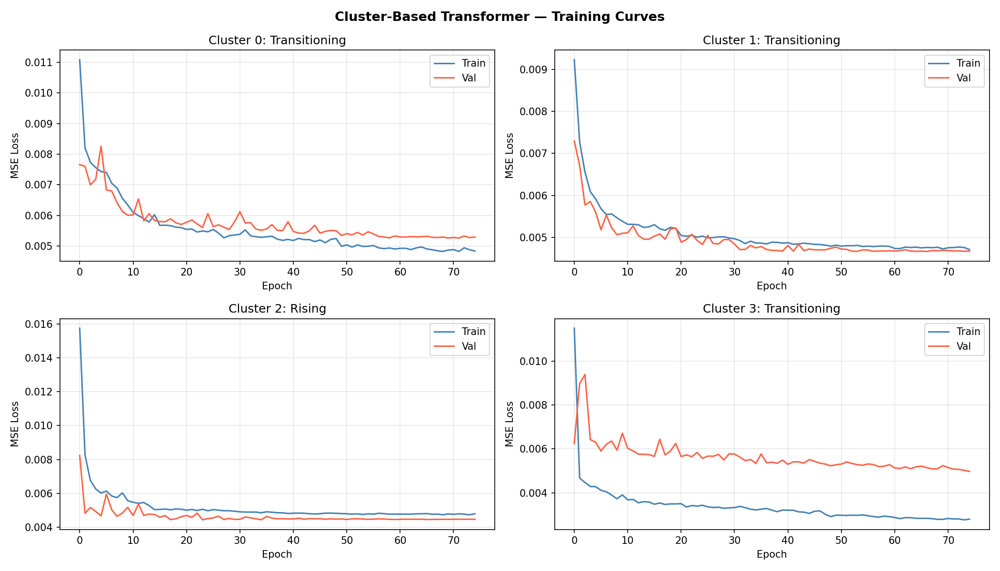 Cluster-Based Transformer — Training Curves
Cluster 0: Transitioning
0.011
0.010
0.009
0.008
0.007
0.006
0.005
MSE Loss
0 10 20 30 40 50 60 70
Epoch
Train
Val
Cluster 1: Transitioning
0.009
0.008
0.007
0.006
0.005
MSE Loss
0 10 20 30 40 50 60 70
Epoch
Train
Val
Cluster 2: Rising
0.016
0.014
0.012
0.010
0.008
0.006
0.004
MSE Loss
0 10 20 30 40 50 60 70
Epoch
Train
Val
Cluster 3: Transitioning
0.010
0.008
0.006
0.004
MSE Loss
0 10 20 30 40 50 60 70
Epoch
Train
Val